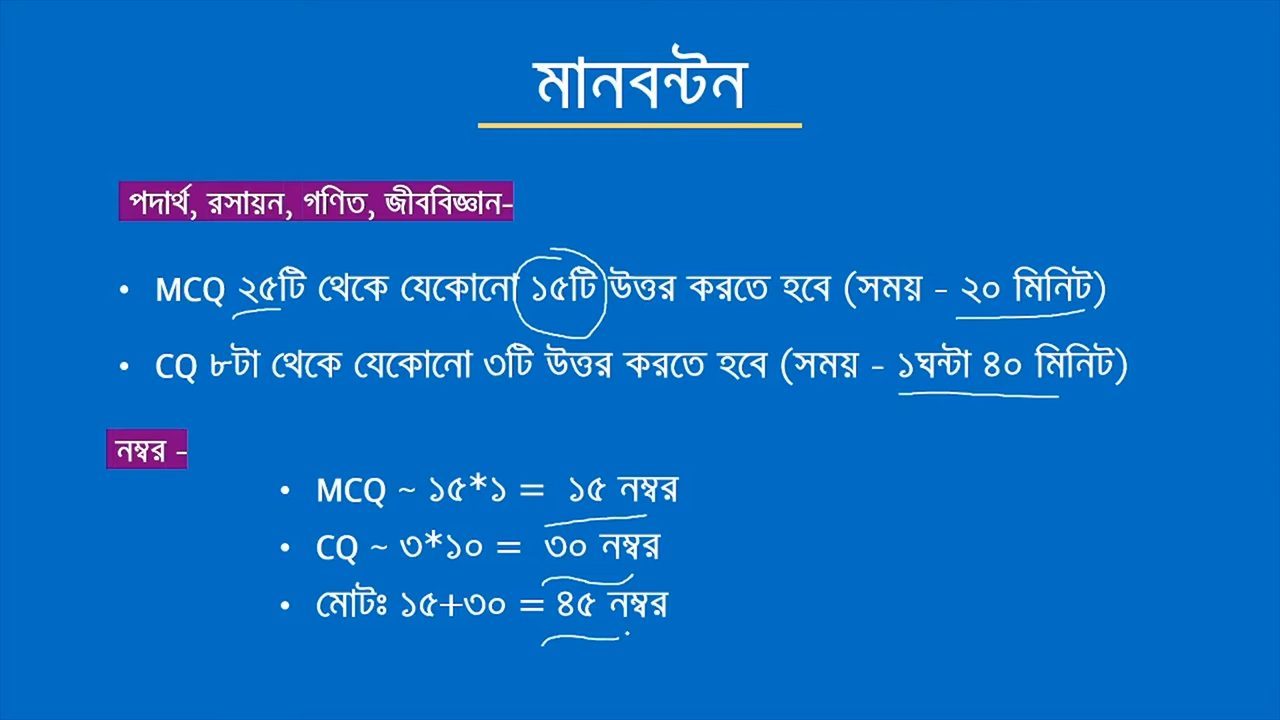 মানবন্টন
পদার্থ, রসায়ন, গণিত, জীববিজ্ঞান-
• MCQ ২৫টি থেকে যেকোনো ১৫টি উত্তর করতে হবে (সময় - ২০ মিনিট)
• CQ ৮টা থেকে যেকোনো ৩টি উত্তর করতে হবে (সময় - ১ঘন্টা ৪০ মিনিট)
নম্বর -
• MCQ ~ ১৫*১ = ১৫ নম্বর
• CQ ~ ৩*১০ = ৩০ নম্বর
• মোটঃ ১৫+৩০ = ৪৫ নম্বর